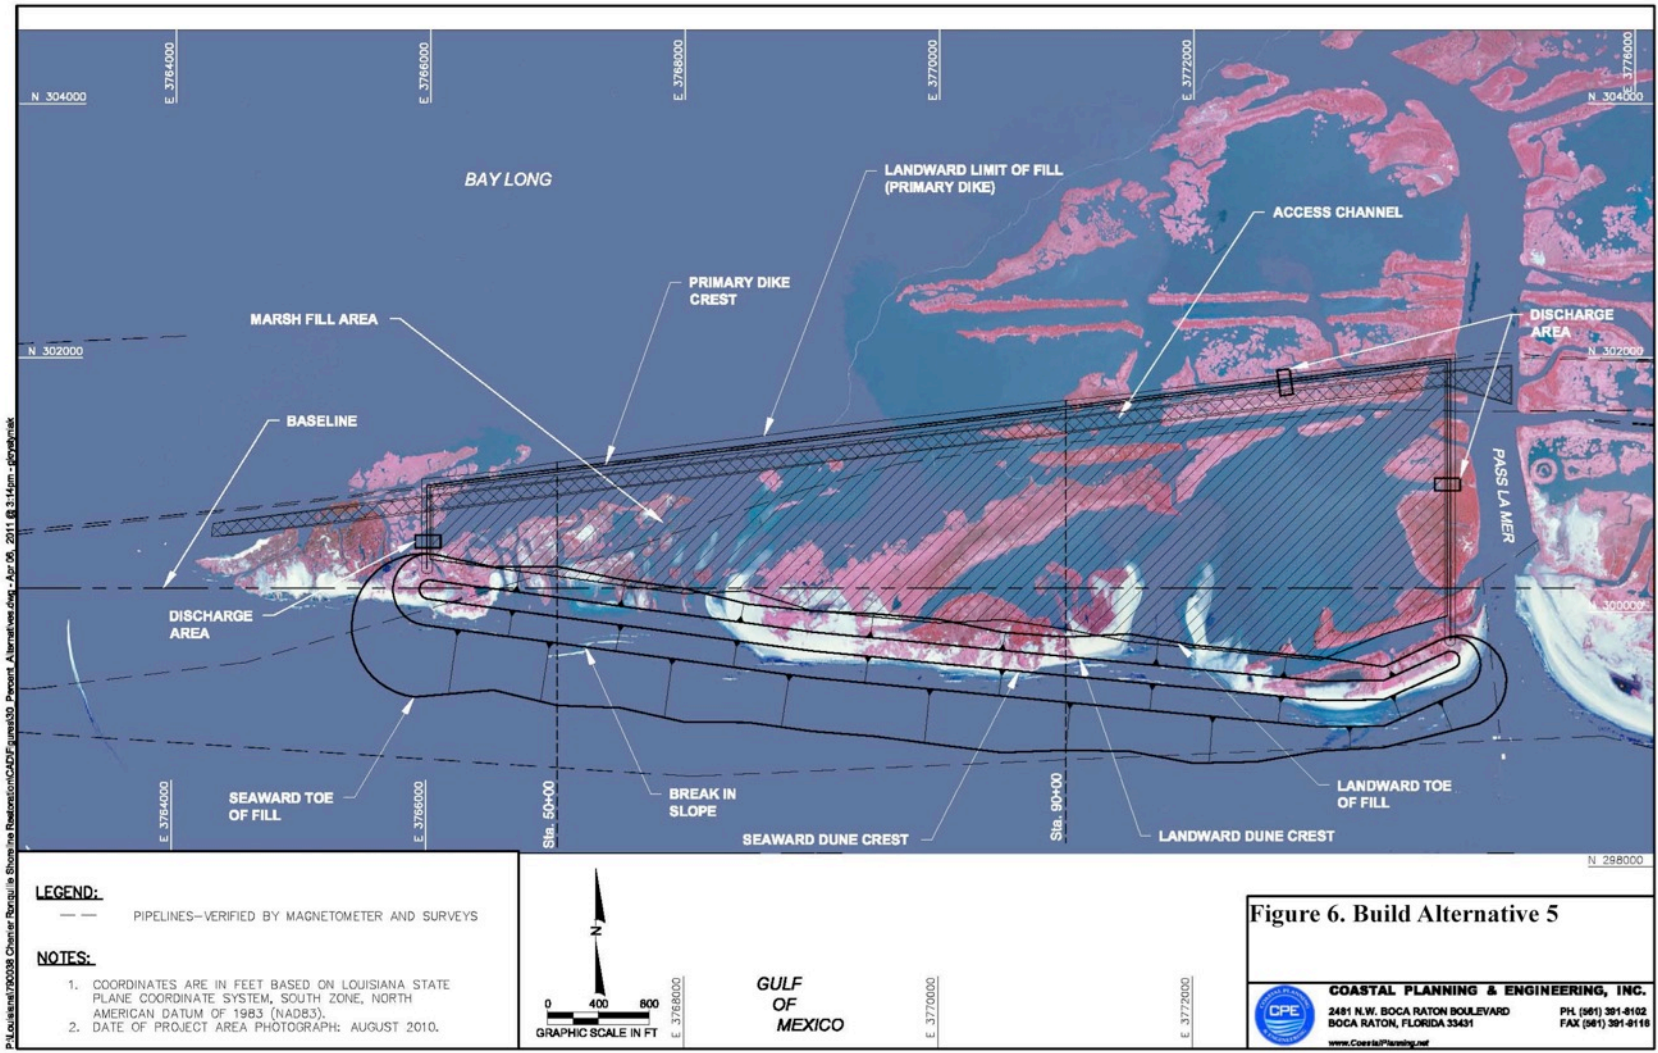 E 3764000
E 3766000
E 3768000
E 3770000
E 3772000
E 3776000
N 304000
N 304000
BAY LONG
LANDWARD LIMIT OF FILL
(PRIMARY DIKE)
ACCESS CHANNEL
PRIMARY DIKE
CREST
MARSH FILL AREA
DISCHARGE
AREA
N 302000
N 302000
BASELINE
PASS LA MER
DISCHARGE
AREA
N 300000
SEAWARD TOE
OF FILL
BREAK IN
SLOPE
LANDWARD TOE
OF FILL
SEAWARD DUNE CREST
LANDWARD DUNE CREST
E 3764000
E 3766000
Sta. 50+00
Sta. 90+00
N 298000
LEGEND:
PIPELINES-VERIFIED BY MAGNETOMETER AND SURVEYS
NOTES:
1. COORDINATES ARE IN FEET BASED ON LOUISIANA STATE
PLANE COORDINATE SYSTEM, SOUTH ZONE, NORTH
AMERICAN DATUM OF 1983 (NAD83).
2. DATE OF PROJECT AREA PHOTOGRAPH: AUGUST 2010.
N
0 400 800
GRAPHIC SCALE IN FT
E 3768000
GULF
OF
MEXICO
E 3770000
E 3772000
Figure 6. Build Alternative 5
COASTAL PLANNING & ENGINEERING, INC.
CPE
2481 N.W. BOCA RATON BOULEVARD
BOCA RATON, FLORIDA 33431
PH. (561) 391-8102
FAX (561) 391-9116
www.CoastalPlanning.net